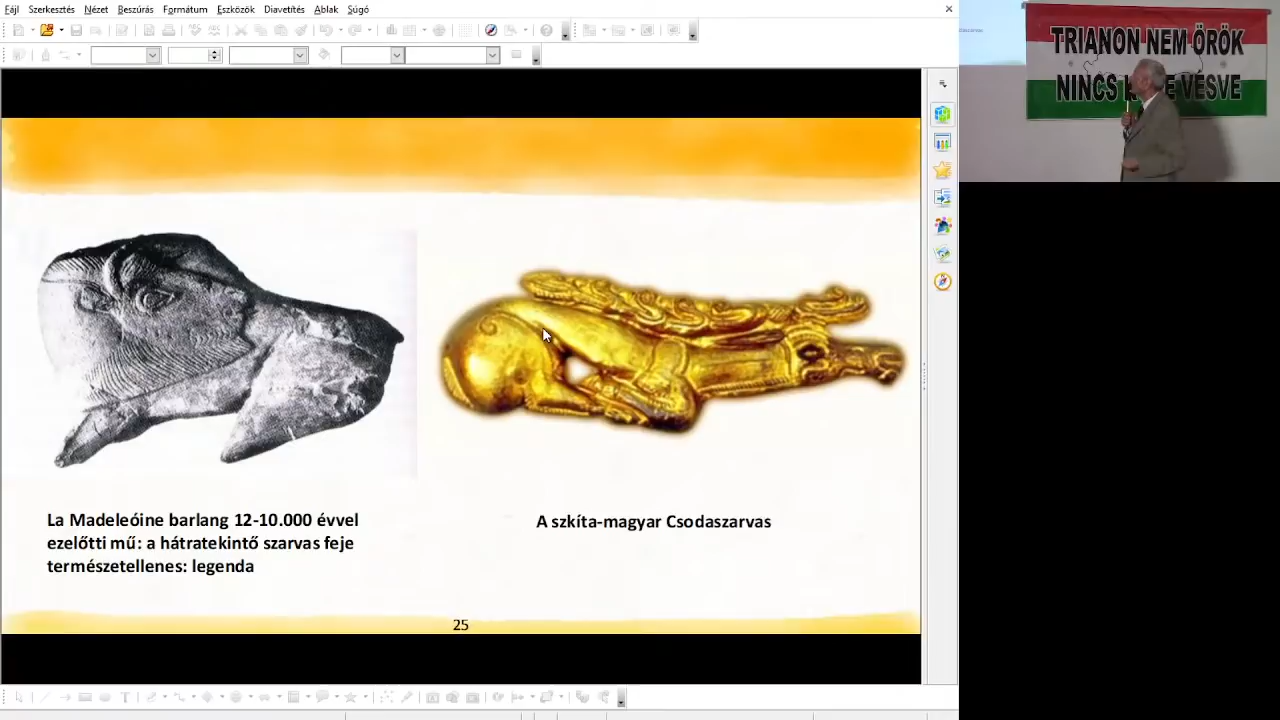 Fájl Szerkesztés Nézet Beszúrás Formátum Eszközök Diavetítés Ablak Súgó
TRIANON NEM ÖRÖK
NINCS K VÉSVE
La Madeleóine barlang 12-10.000 évvel
ezelőtti mű: a hátratekintő szarvas feje
természetellenes: legenda
A szkíta-magyar Csodaszarvas
25